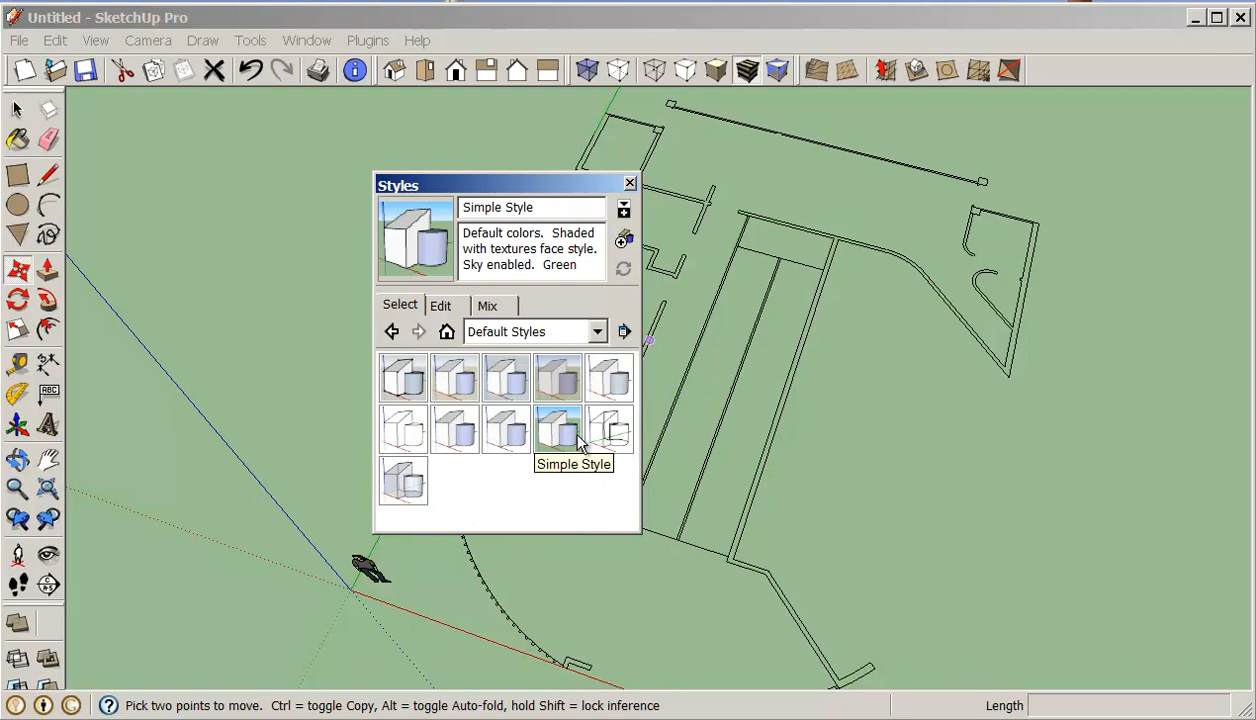 Untitled - SketchUp Pro
File Edit View Camera Draw Tools Window Plugins Help
Styles
Simple Style
Default colors. Shaded
with textures face style.
Sky enabled. Green
Select Edit Mix
Default Styles
Simple Style
ABC
Pick two points to move. Ctrl = toggle Copy, Alt = toggle Auto-fold, hold Shift = lock inference
Length